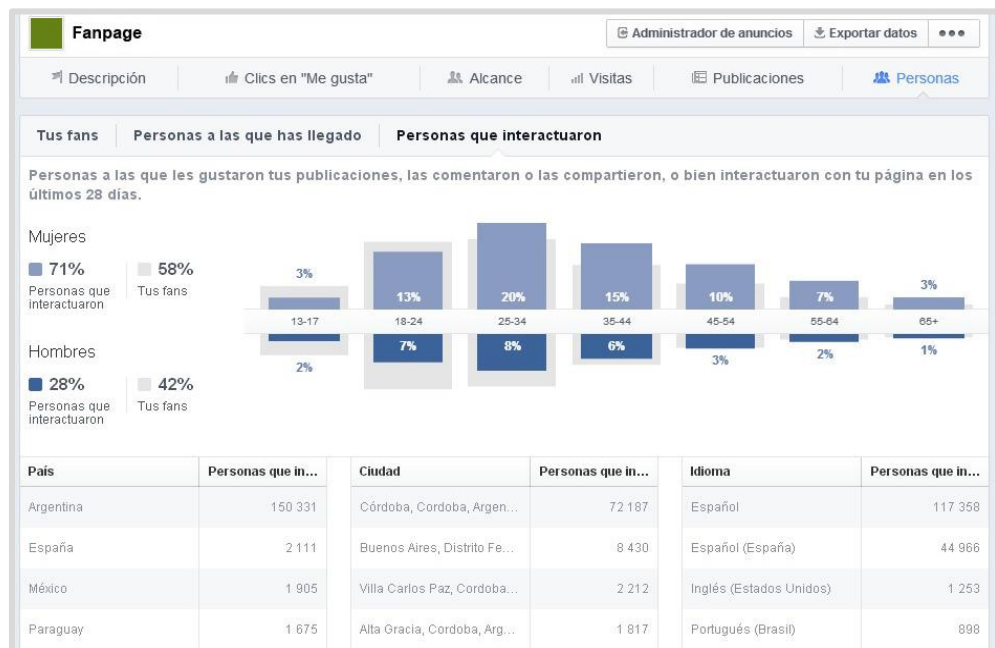 Fanpage
Administrador de anuncios Exportar datos
Descripción Clics en "Me gusta" Alcance Visitas Publicaciones Personas
Tus fans Personas a las que has llegado Personas que interactuaron
Personas a las que les gustaron tus publicaciones, las comentaron o las compartieron, o bien interactuaron con tu página en los
últimos 28 días.
Mujeres
71% 58%
Personas que interactuaron Tus fans
3% 13% 20% 15% 10% 7% 3%
13-17 18-24 25-34 35-44 45-54 55-64 65+
2% 7% 8% 6% 3% 2% 1%
Hombres
28% 42%
Personas que interactuaron Tus fans
País Personas que in... Ciudad Personas que in... Idioma Personas que in...
Argentina 150 331 Córdoba, Cordoba, Argen... 72 187 Español 117 358
España 2 111 Buenos Aires, Distrito Fe... 8 430 Español (España) 44 966
México 1 905 Villa Carlos Paz, Cordoba... 2 212 Inglés (Estados Unidos) 1 253
Paraguay 1 675 Alta Gracia, Cordoba, Arg... 1 817 Portugués (Brasil) 898